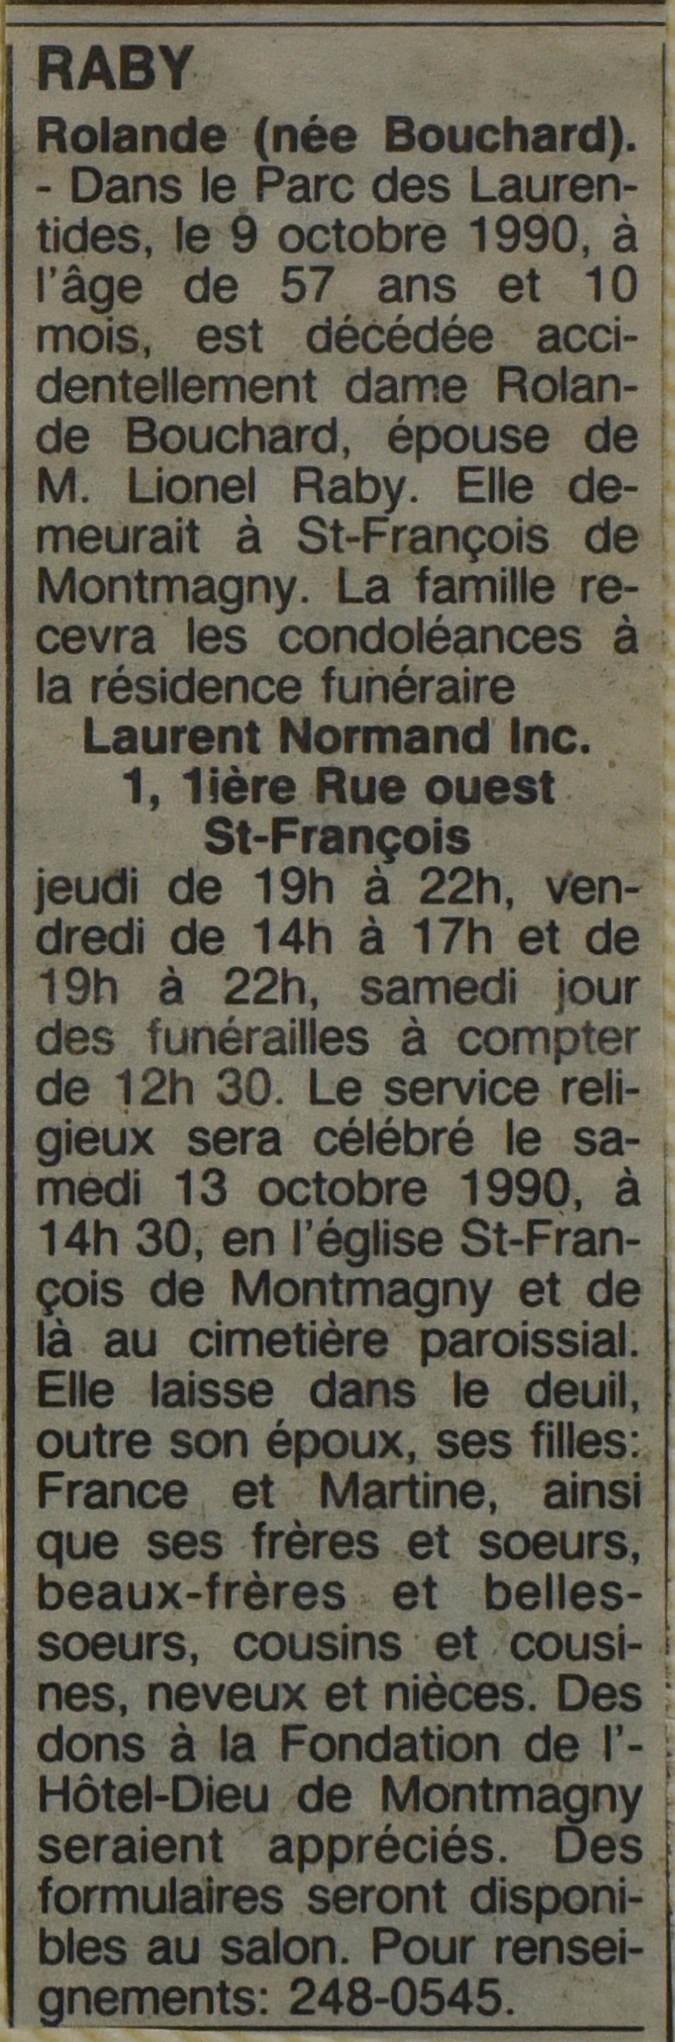 RABY
Rolande (née Bouchard).
- Dans le Parc des Lauren-
tides, le 9 octobre 1990, à
l'âge de 57 ans et 10
mois, est décédée acci-
dentellement dame Rolan-
de Bouchard, épouse de
M. Lionel Raby. Elle de-
meurait à St-François de
Montmagny. La famille re-
cevra les condoléances à
la résidence funéraire
Laurent Normand Inc.
1, 1ière Rue ouest
St-François
jeudi de 19h à 22h, ven-
dredi de 14h à 17h et de
19h à 22h, samedi jour
des funérailles à compter
de 12h 30. Le service reli-
gieux sera célébré le sa-
medi 13 octobre 1990, à
14h 30, en l'église St-Fran-
çois de Montmagny et de
là au cimetière paroissial.
Elle laisse dans le deuil,
outre son époux, ses filles:
France et Martine, ainsi
que ses frères et soeurs,
beaux-frères et belles-
soeurs, cousins et cousi-
nes, neveux et nièces. Des
dons à la Fondation de l'-
Hôtel-Dieu de Montmagny
seraient appréciés. Des
formulaires seront disponi-
bles au salon. Pour rensei-
gnements: 248-0545.